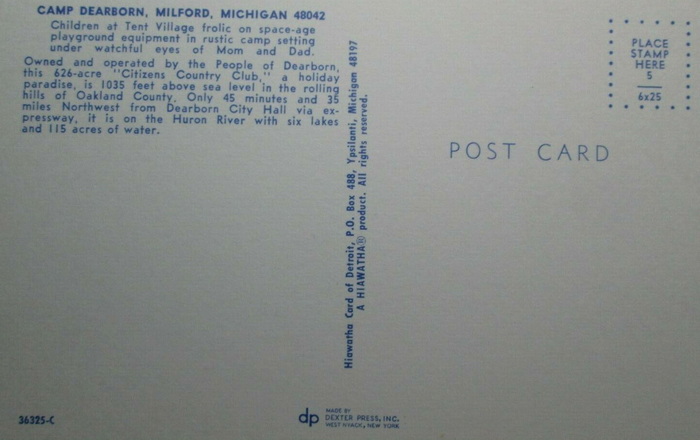 CAMP DEARBORN, MILFORD, MICHIGAN 48042
Children at Tent Village frolic on space-age
playground equipment in rustic camp setting
under watchful eyes of Mom and Dad.
Owned and operated by the People of Dearborn,
this 626-acre "Citizens Country Club," a holiday
paradise, is 1035 feet above sea level in the rolling
hills of Oakland County. Only 45 minutes and 35
miles Northwest from Dearborn City Hall via ex-
pressway, it is on the Huron River with six lakes
and 115 acres of water.
Hiawatha Card of Detroit, P.O. Box 488, Ypsilanti, Michigan 48197
A HIAWATHA® product. All rights reserved.
PLACE
STAMP
HERE
5
6x25
POST CARD
36325-C
dp
MADE BY
DEXTER PRESS, INC.
WEST NYACK, NEW YORK